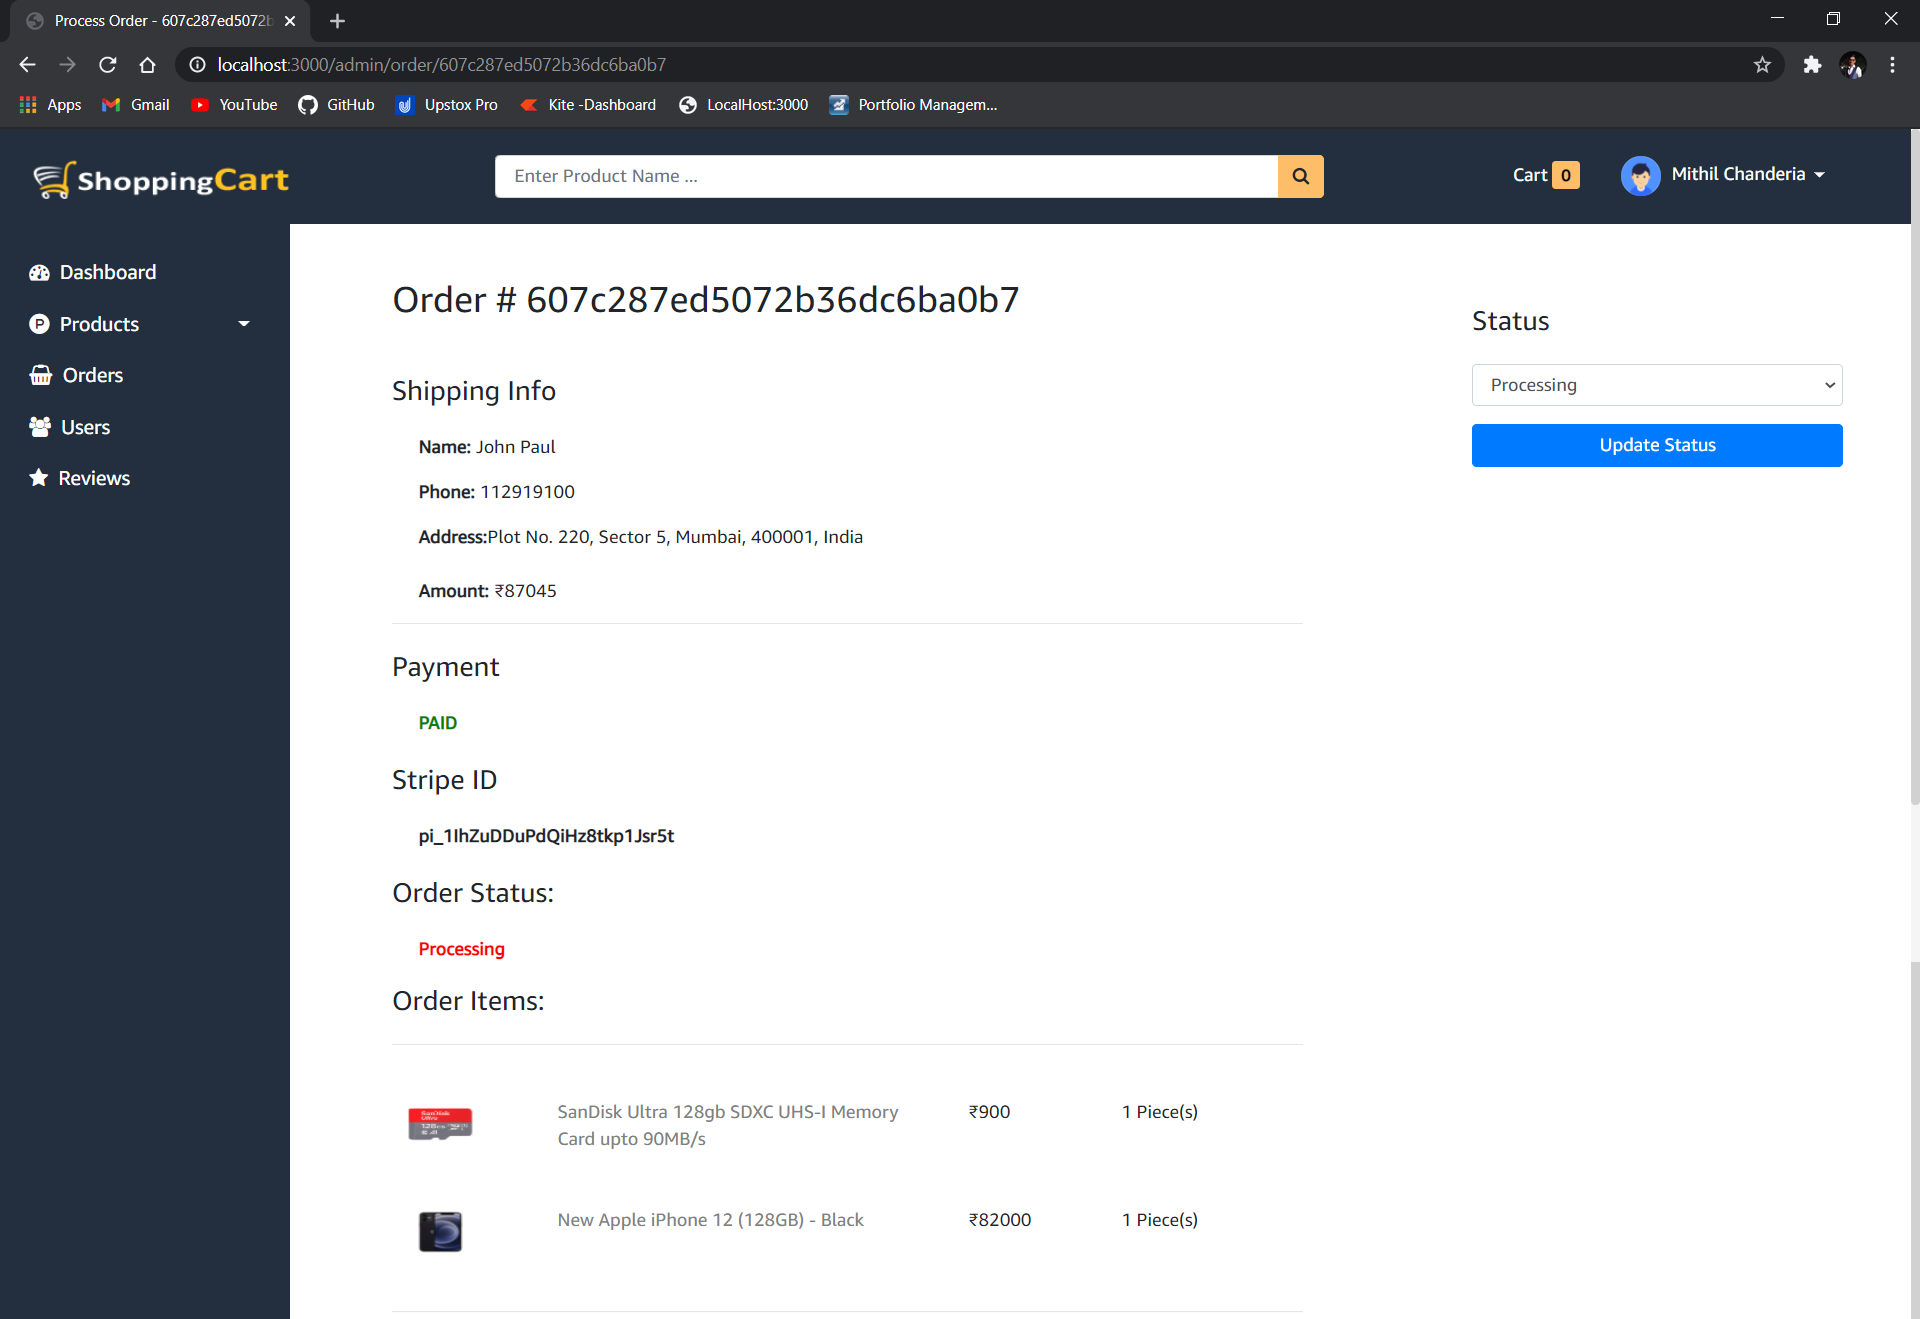 Process Order - 607c287ed5072b
localhost:3000/admin/order/607c287ed5072b36dc6ba0b7
Apps Gmail YouTube GitHub Upstox Pro Kite -Dashboard LocalHost:3000 Portfolio Managem...
ShoppingCart Enter Product Name ... Cart 0 Mithil Chanderia
Dashboard
Products
Orders
Users
Reviews
Order # 607c287ed5072b36dc6ba0b7
Shipping Info
Name: John Paul
Phone: 112919100
Address:Plot No. 220, Sector 5, Mumbai, 400001, India
Amount: ₹87045
Payment
PAID
Stripe ID
pi_1IhZuDDuPdQiHz8tkp1Jsr5t
Order Status:
Processing
Order Items:
SanDisk Ultra 128gb SDXC UHS-I Memory
Card upto 90MB/s
₹900 1 Piece(s)
New Apple iPhone 12 (128GB) - Black ₹82000 1 Piece(s)
Status
Processing
Update Status